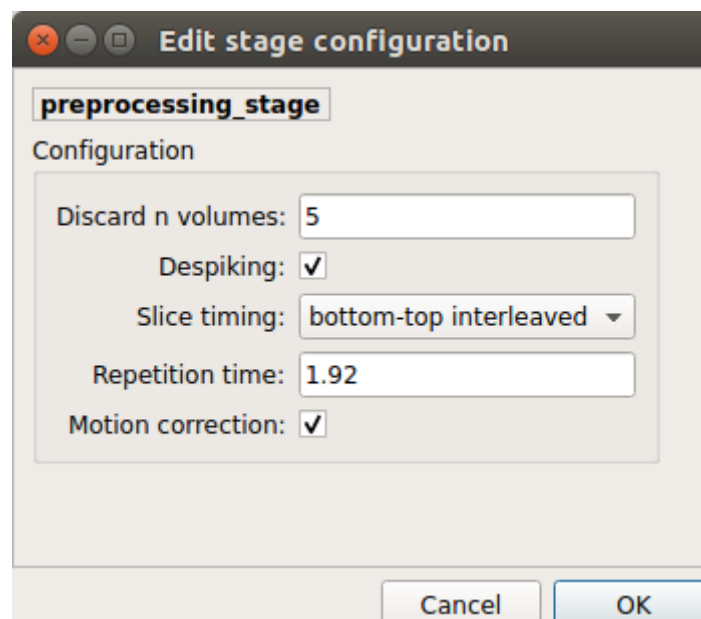 Edit stage configuration
preprocessing_stage
Configuration
Discard n volumes: 5
Despiking:
Slice timing: bottom-top interleaved
Repetition time: 1.92
Motion correction:
Cancel OK